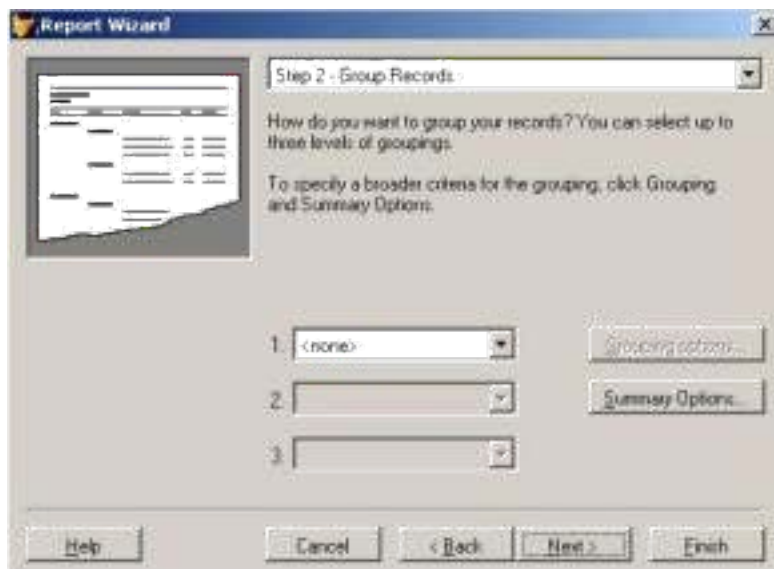 Report Wizard
Step 2 - Group Records
How do you want to group your records? You can select up to
three levels of groupings.
To specify a broader criteria for the grouping, click Grouping
and Summary Options.
1. <none>
Grouping options...
2.
Summary Options...
3.
Help
Cancel
< Back
Next >
Finish